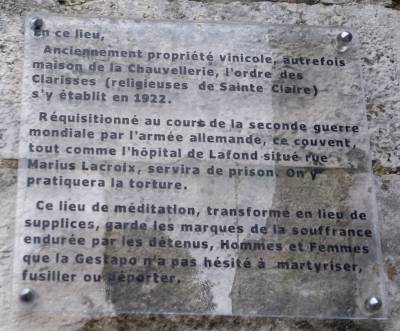 En ce lieu,
Anciennement propriété vinicole, autrefois
maison de la Chauvellerie, l'ordre des
Clarisses (religieuses de Sainte Claire)
s'y établit en 1922.
Réquisitionné au cours de la seconde guerre
mondiale par l'armée allemande, ce couvent,
tout comme l'hôpital de Lafond situé rue
Marius Lacroix, servira de prison. On y
pratiquera la torture.
Ce lieu de méditation, transformé en lieu de
supplices, garde les marques de la souffrance
endurée par les détenus, Hommes et Femmes
que la Gestapo n'a pas hésité à martyriser,
fusiller ou déporter.